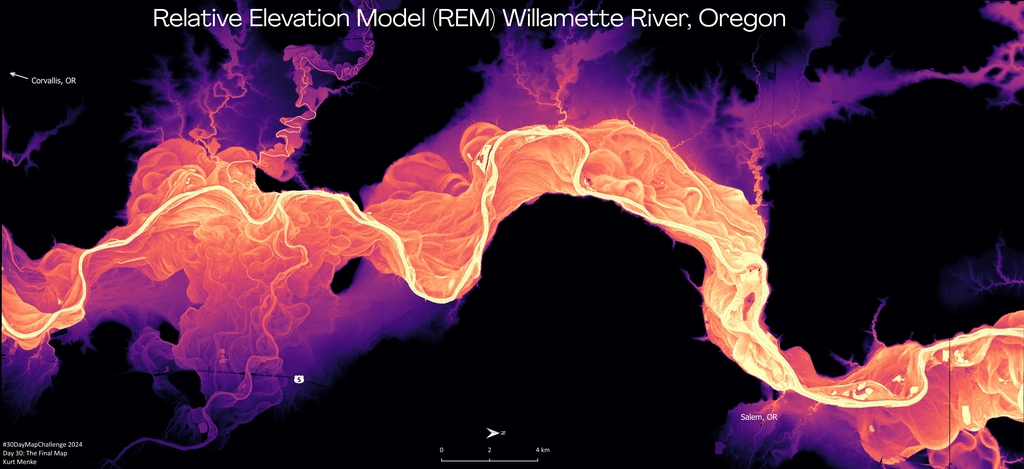 Relative Elevation Model (REM) Willamette River, Oregon
Corvallis, OR
5
Salem, OR
N
0 2 4 km
#30DayMapChallenge 2024
Day 30: The Final Map
Kurt Menke